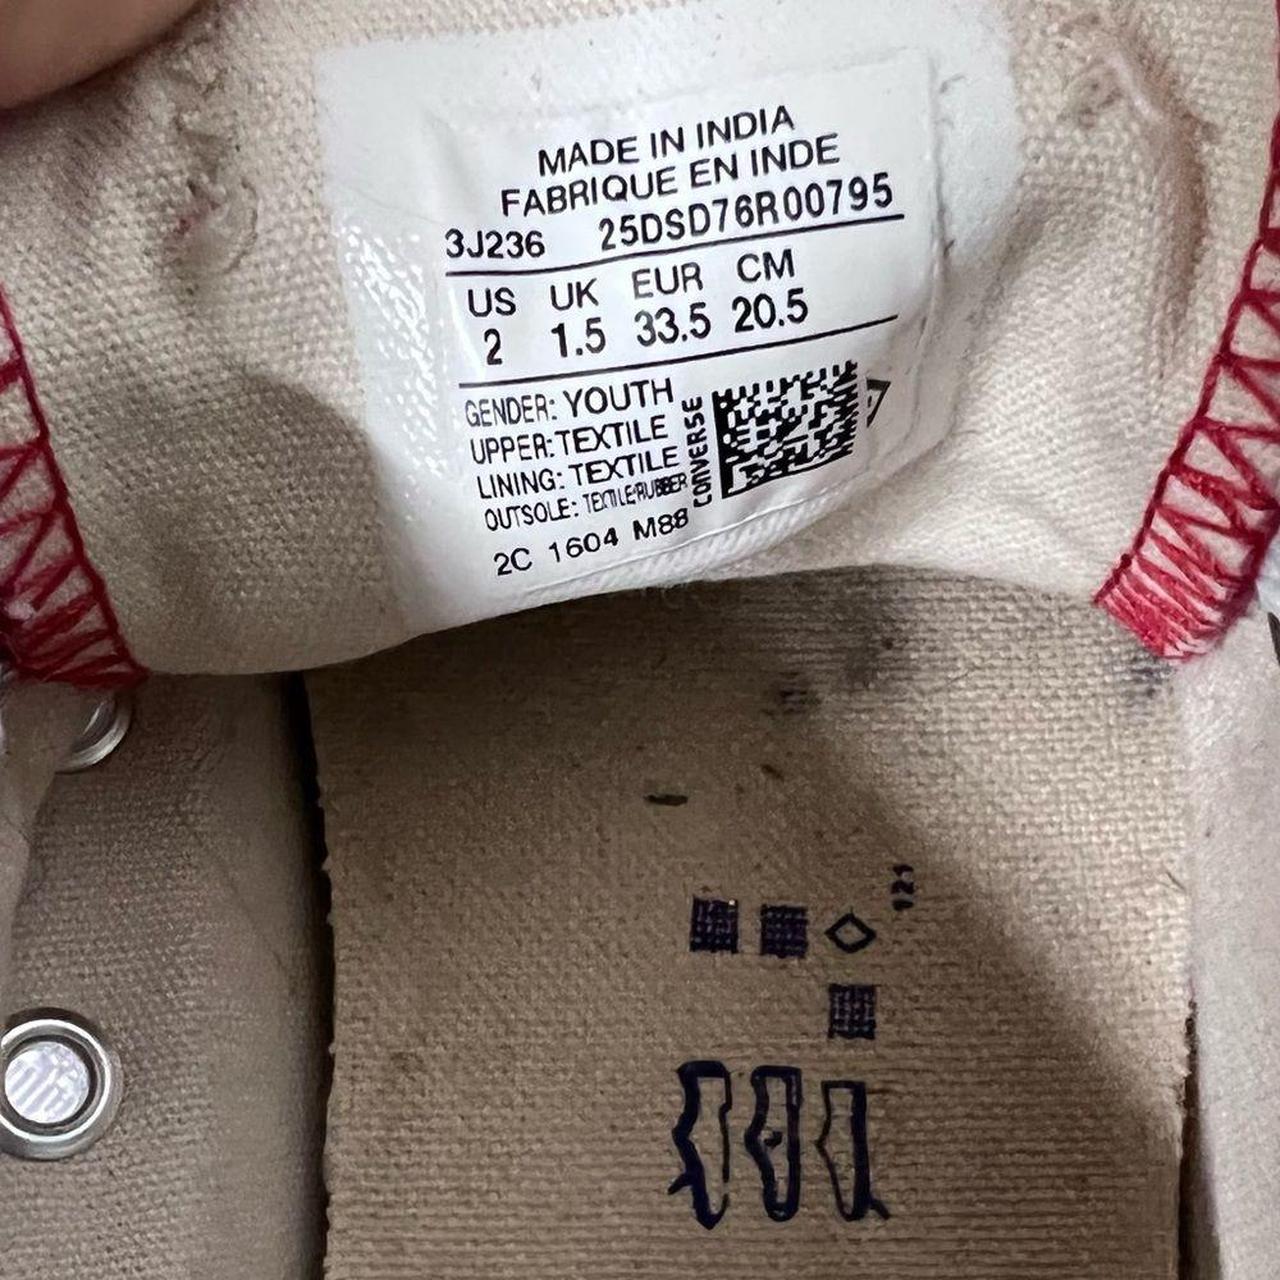 MADE IN INDIA
FABRIQUE EN INDE
3J236 25DSD76R00795
US UK EUR CM
2 1.5 33.5 20.5
GENDER: YOUTH
UPPER: TEXTILE
LINING: TEXTILE
OUTSOLE: TEXTILE/RUBBER
CONVERSE
2C 1604 M88
121